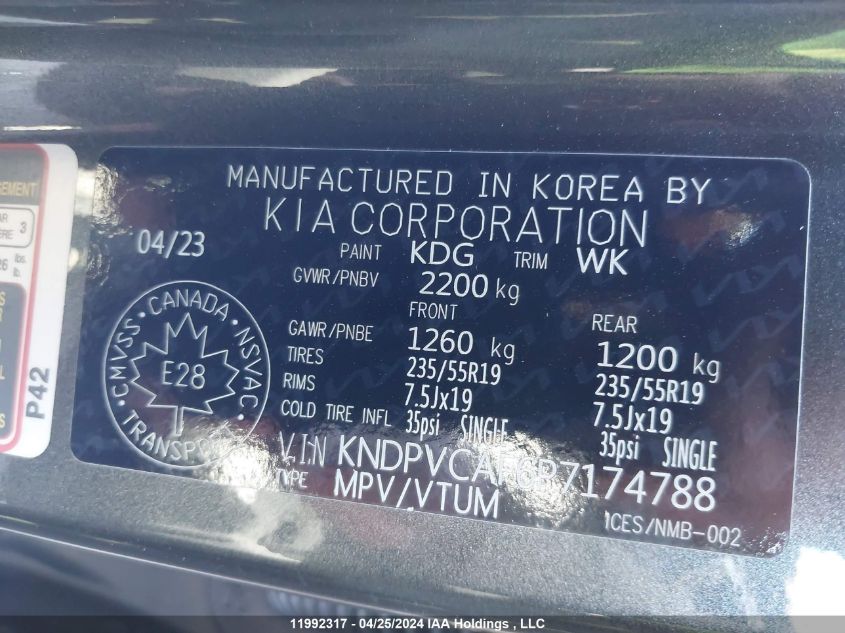 MANUFACTURED IN KOREA BY
KIA CORPORATION
04/23 PAINT KDG TRIM WK
GVWR/PNBV 2200 kg
FRONT REAR
GAWR/PNBE 1260 kg 1200 kg
TIRES 235/55R19 235/55R19
RIMS 7.5Jx19 7.5Jx19
COLD TIRE INFL 35psi SINGLE 35psi SINGLE
V.I.N
TYPE MPV/VTUM
ICES/NMB-002
CANADA
CMVSS · NSVAC
E28
P42
11992317 - 04/25/2024 IAA Holdings , LLC